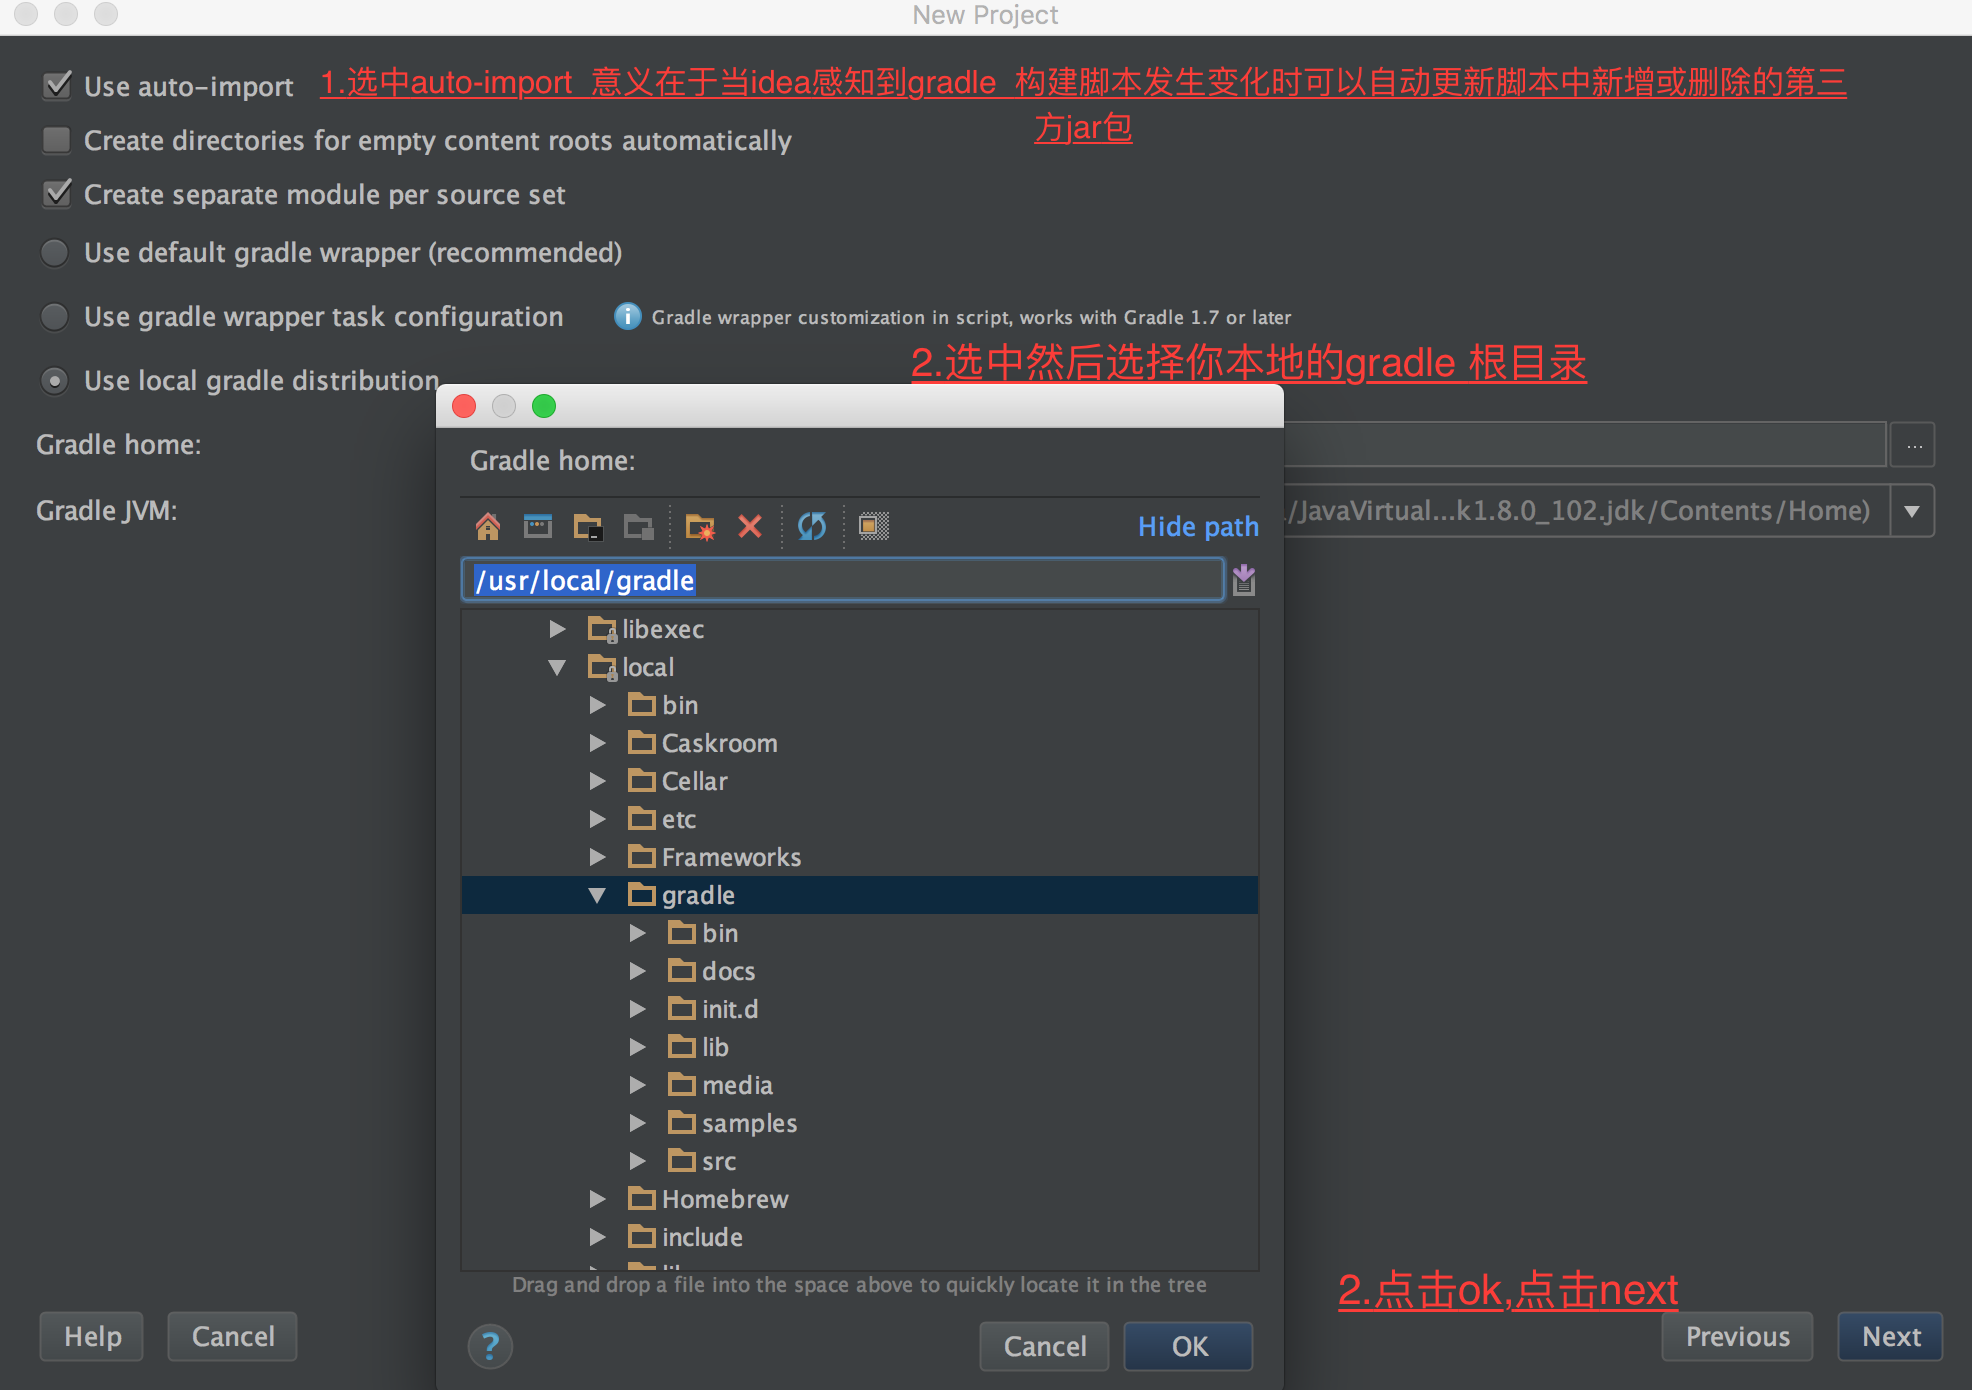 New Project
Use auto-import
1.选中auto-import 意义在于当idea感知到gradle 构建脚本发生变化时可以自动更新脚本中新增或删除的第三
方jar包
Create directories for empty content roots automatically
Create separate module per source set
Use default gradle wrapper (recommended)
Use gradle wrapper task configuration
Gradle wrapper customization in script, works with Gradle 1.7 or later
2.选中然后选择你本地的gradle 根目录
Use local gradle distribution
Gradle home:
...
Gradle JVM:
/JavaVirtual...k1.8.0_102.jdk/Contents/Home)
Gradle home:
Hide path
/usr/local/gradle
libexec
local
bin
Caskroom
Cellar
etc
Frameworks
gradle
bin
docs
init.d
lib
media
samples
src
Homebrew
include
Drag and drop a file into the space above to quickly locate it in the tree
2.点击ok,点击next
Help
Cancel
?
Cancel
OK
Previous
Next